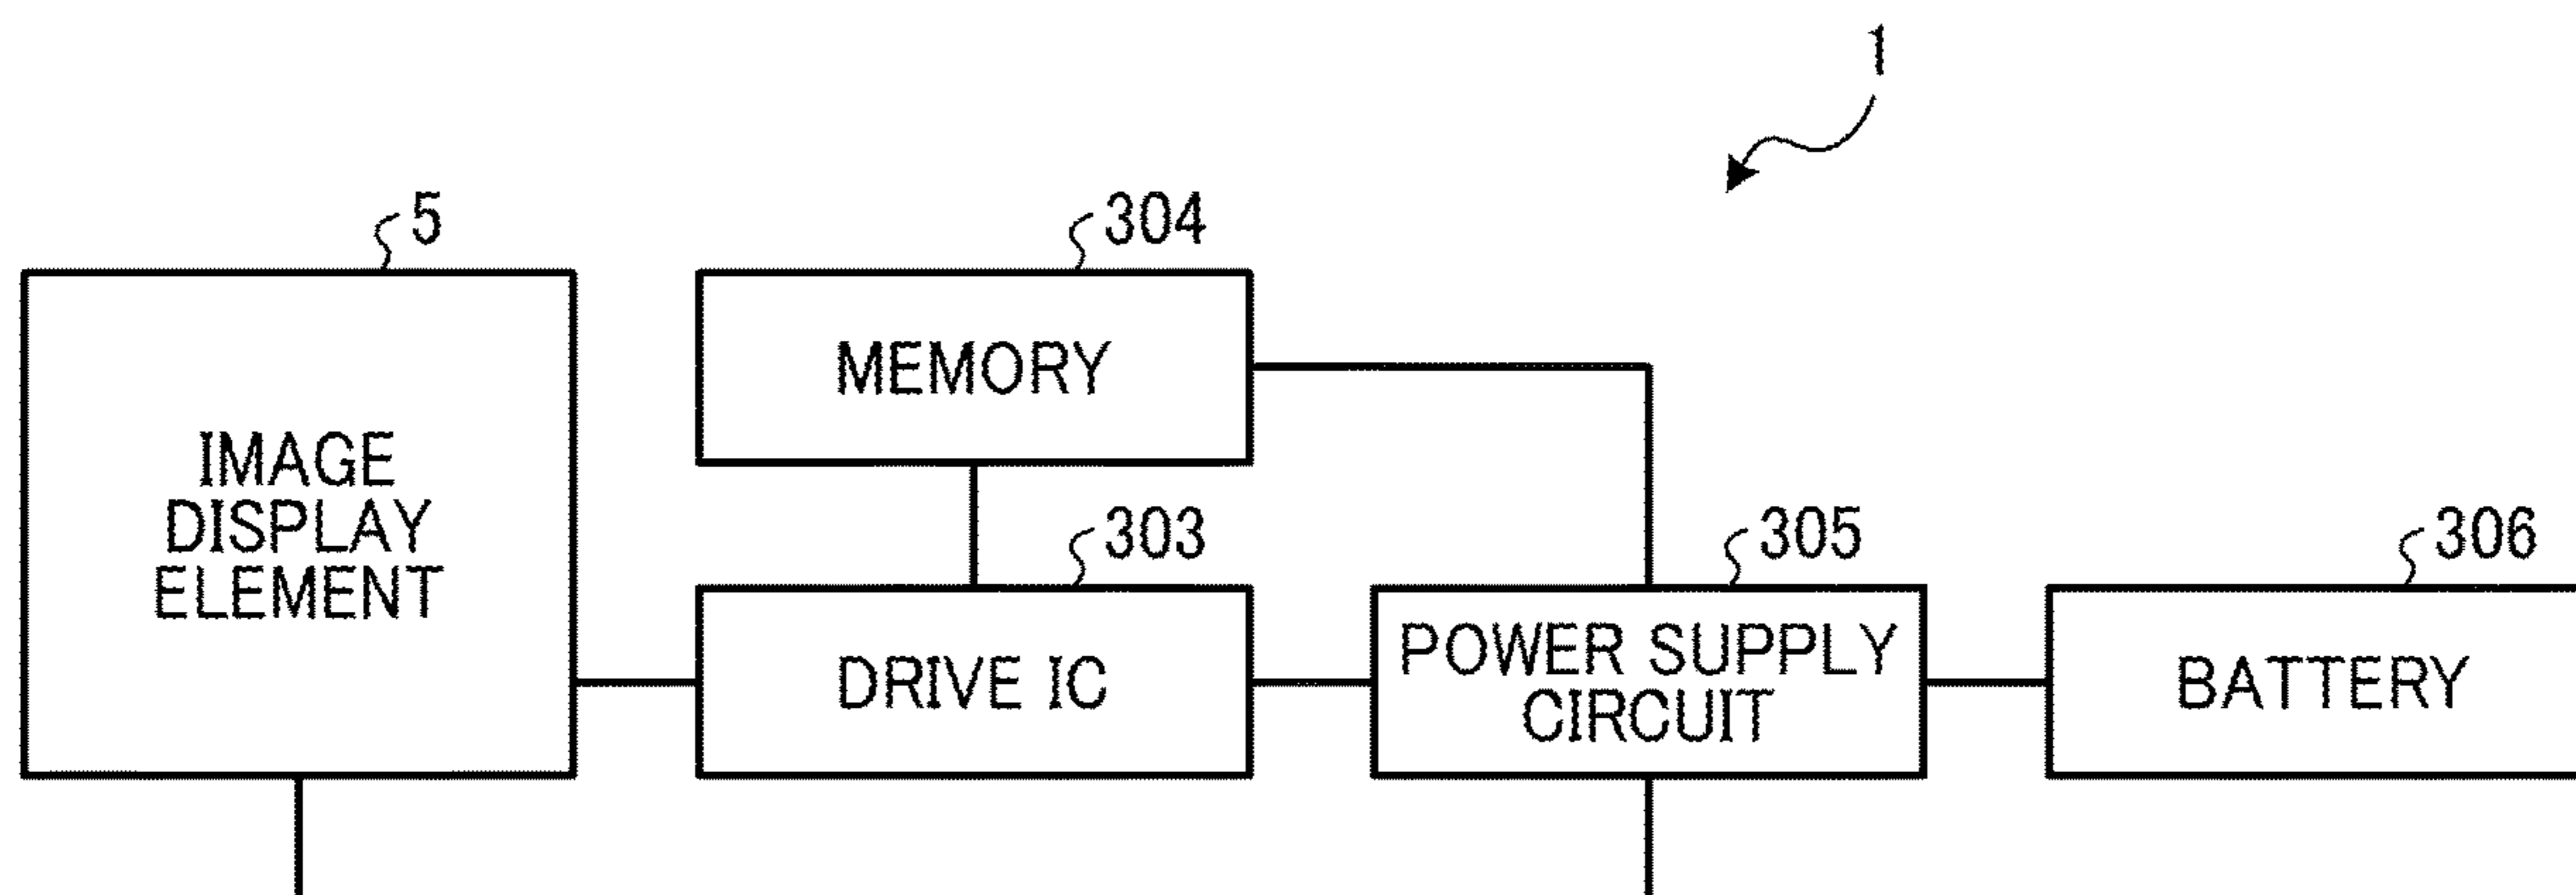 1
5
304
MEMORY
IMAGE
DISPLAY
ELEMENT
303
305
306
DRIVE IC
POWER SUPPLY
CIRCUIT
BATTERY